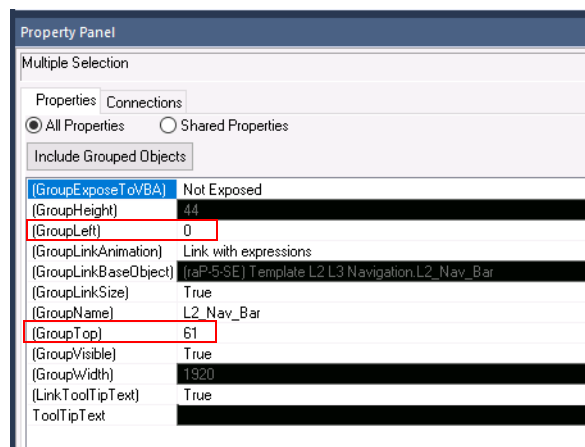 Property Panel
Multiple Selection
Properties Connections
All Properties Shared Properties
Include Grouped Objects
(GroupExposeToVBA) Not Exposed
(GroupHeight) 44
(GroupLeft) 0
(GroupLinkAnimation) Link with expressions
(GroupLinkBaseObject) (raP-5-SE) Template L2 L3 Navigation.L2_Nav_Bar
(GroupLinkSize) True
(GroupName) L2_Nav_Bar
(GroupTop) 61
(GroupVisible) True
(GroupWidth) 1920
(LinkToolTipText) True
ToolTipText